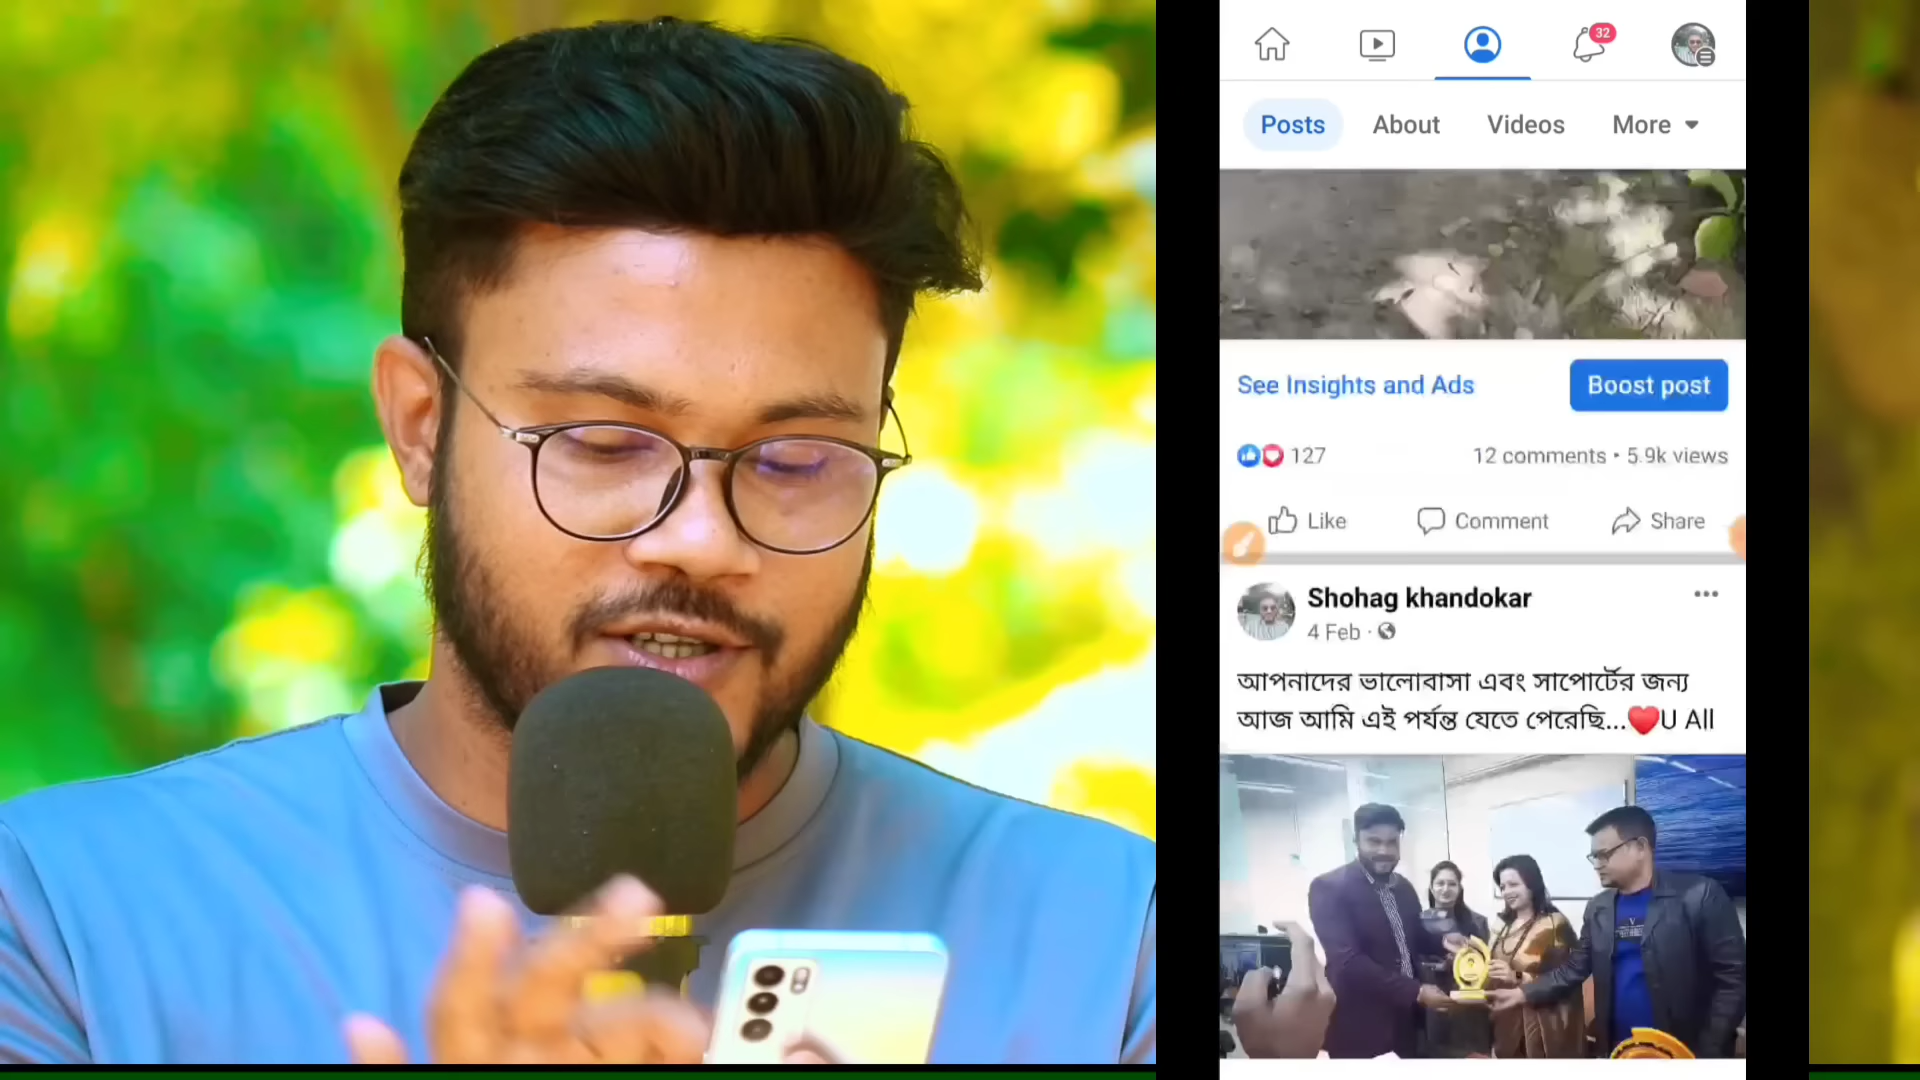 32
Posts About Videos More
See Insights and Ads Boost post
127 12 comments • 5.9k views
Like Comment Share
Shohag khandokar
4 Feb ·
আপনাদের ভালোবাসা এবং সাপোর্টের জন্য
আজ আমি এই পর্যন্ত যেতে পেরেছি...❤️U All